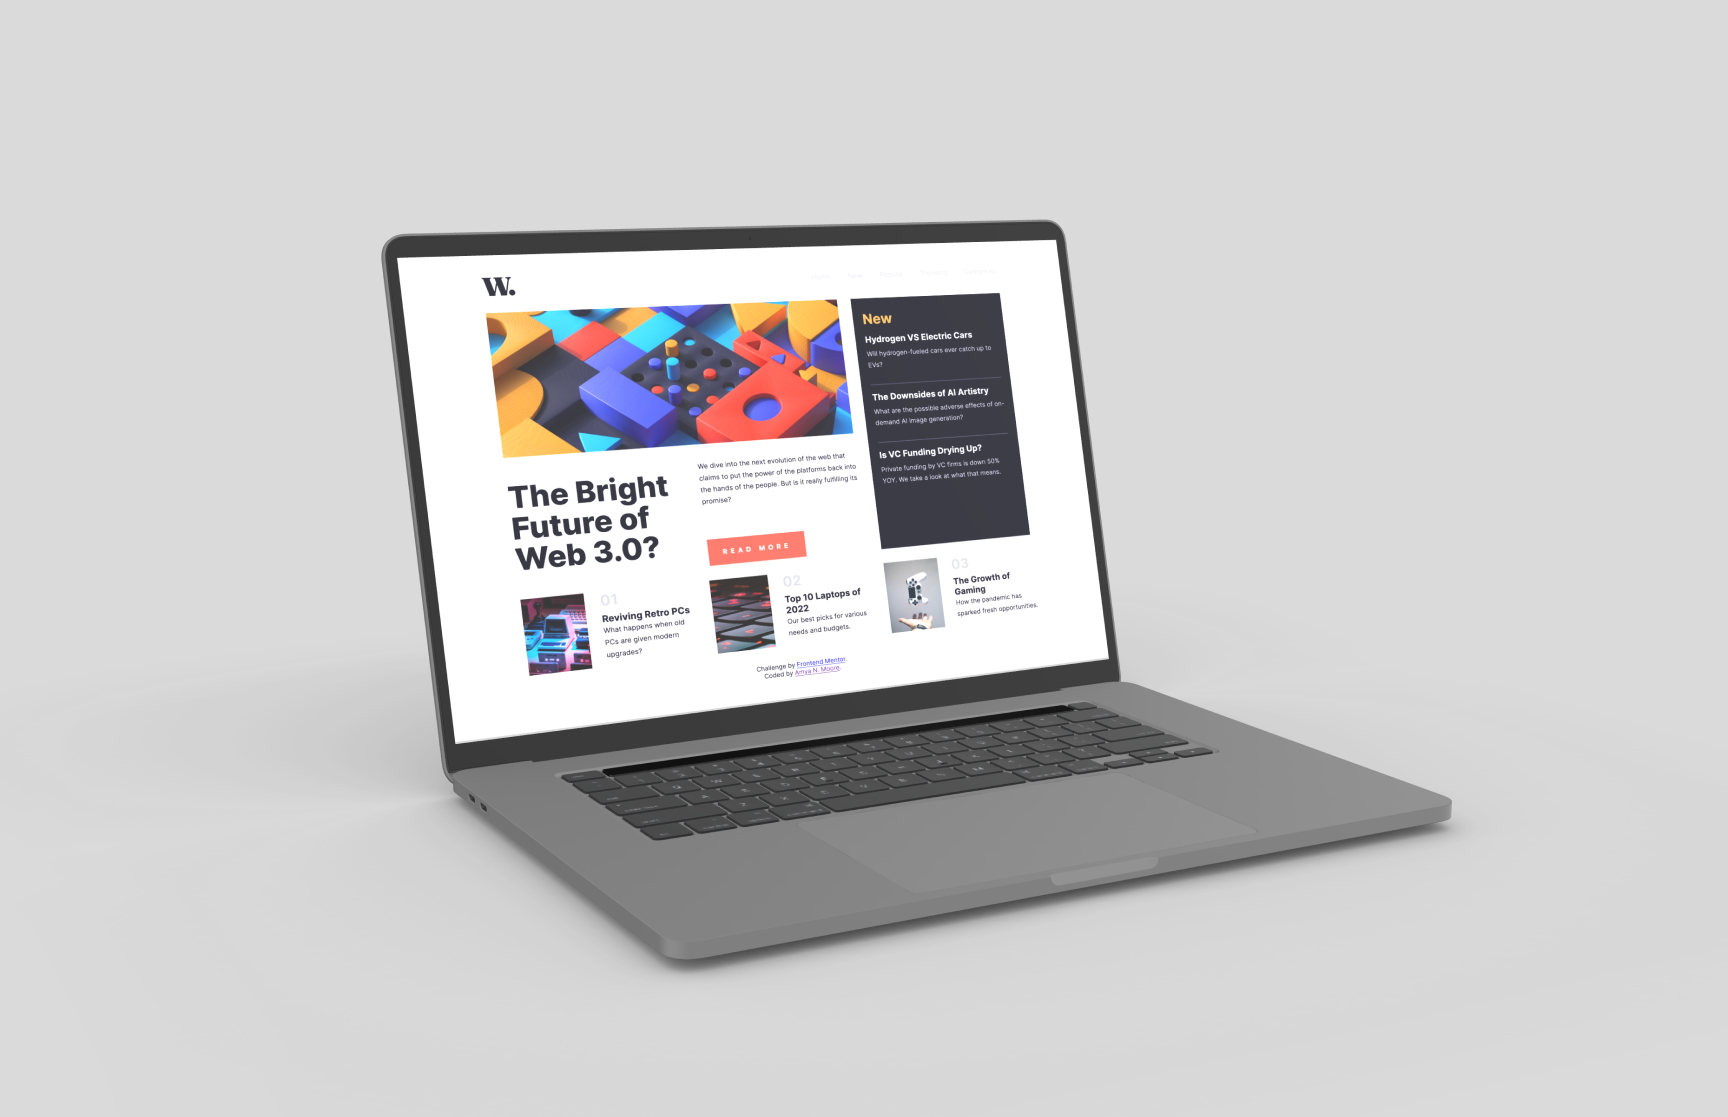 W.
Home New Popular Trending Categories
New
Hydrogen VS Electric Cars
Will hydrogen-fueled cars ever catch up to
EVs?
The Downsides of AI Artistry
What are the possible adverse effects of on-
demand AI image generation?
Is VC Funding Drying Up?
Private funding by VC firms is down 50%
YOY. We take a look at what that means.
The Bright
Future of
Web 3.0?
We dive into the next evolution of the web that
claims to put the power of the platforms back into
the hands of the people. But is it really fulfilling its
promise?
READ MORE
01
Reviving Retro PCs
What happens when old
PCs are given modern
upgrades?
02
Top 10 Laptops of
2022
Our best picks for various
needs and budgets.
03
The Growth of
Gaming
How the pandemic has
sparked fresh opportunities.
Challenge by Frontend Mentor.
Coded by Amya N. Moore.